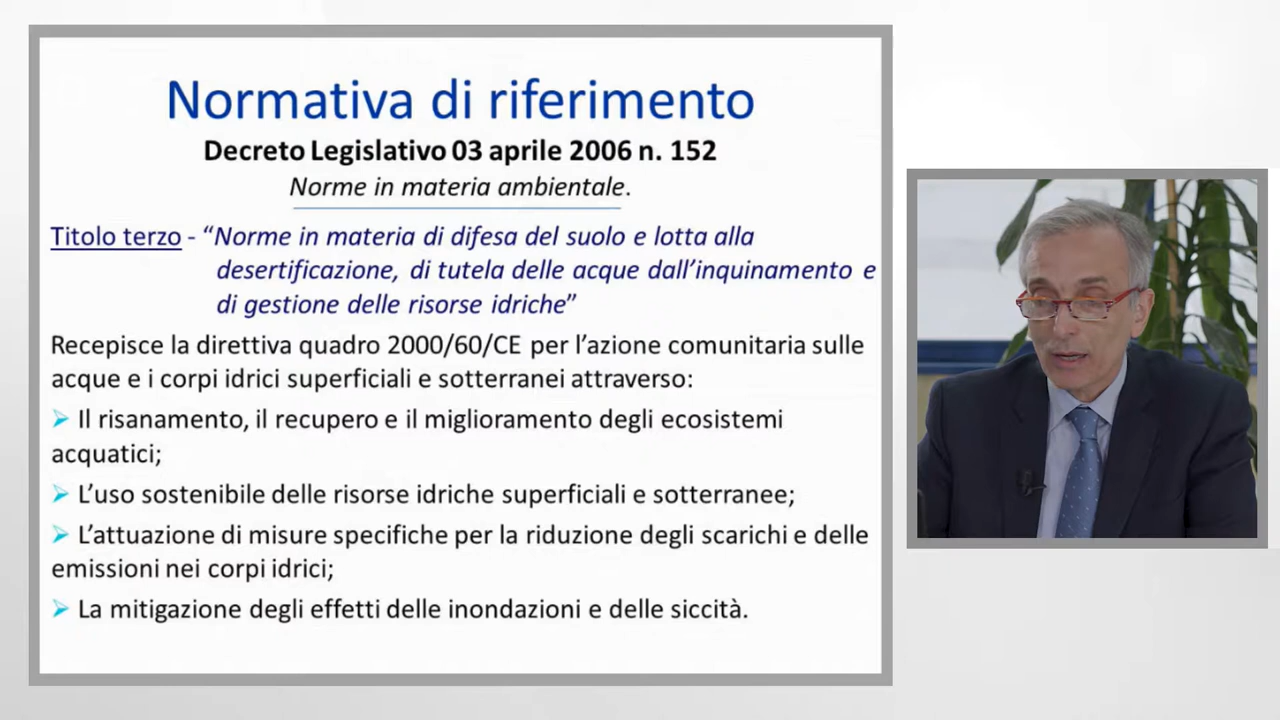 Normativa di riferimento
Decreto Legislativo 03 aprile 2006 n. 152
Norme in materia ambientale.
Titolo terzo - “Norme in materia di difesa del suolo e lotta alla
desertificazione, di tutela delle acque dall’inquinamento e
di gestione delle risorse idriche”
Recepisce la direttiva quadro 2000/60/CE per l’azione comunitaria sulle
acque e i corpi idrici superficiali e sotterranei attraverso:
➢ Il risanamento, il recupero e il miglioramento degli ecosistemi
acquatici;
➢ L’uso sostenibile delle risorse idriche superficiali e sotterranee;
➢ L’attuazione di misure specifiche per la riduzione degli scarichi e delle
emissioni nei corpi idrici;
➢ La mitigazione degli effetti delle inondazioni e delle siccità.